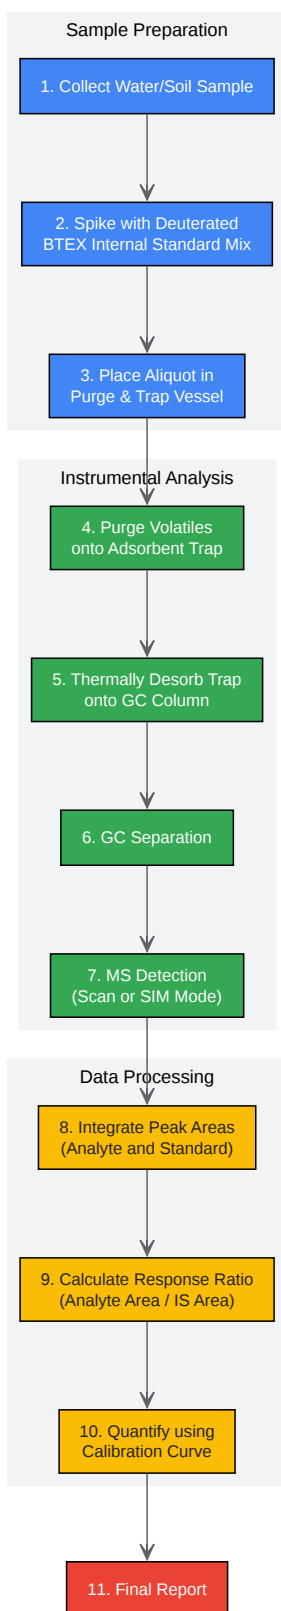 Sample Preparation
1. Collect Water/Soil Sample
2. Spike with Deuterated
BTEX Internal Standard Mix
3. Place Aliquot in
Purge & Trap Vessel
Instrumental Analysis
4. Purge Volatiles
onto Adsorbent Trap
5. Thermally Desorb Trap
onto GC Column
6. GC Separation
7. MS Detection
(Scan or SIM Mode)
Data Processing
8. Integrate Peak Areas
(Analyte and Standard)
9. Calculate Response Ratio
(Analyte Area / IS Area)
10. Quantify using
Calibration Curve
11. Final Report